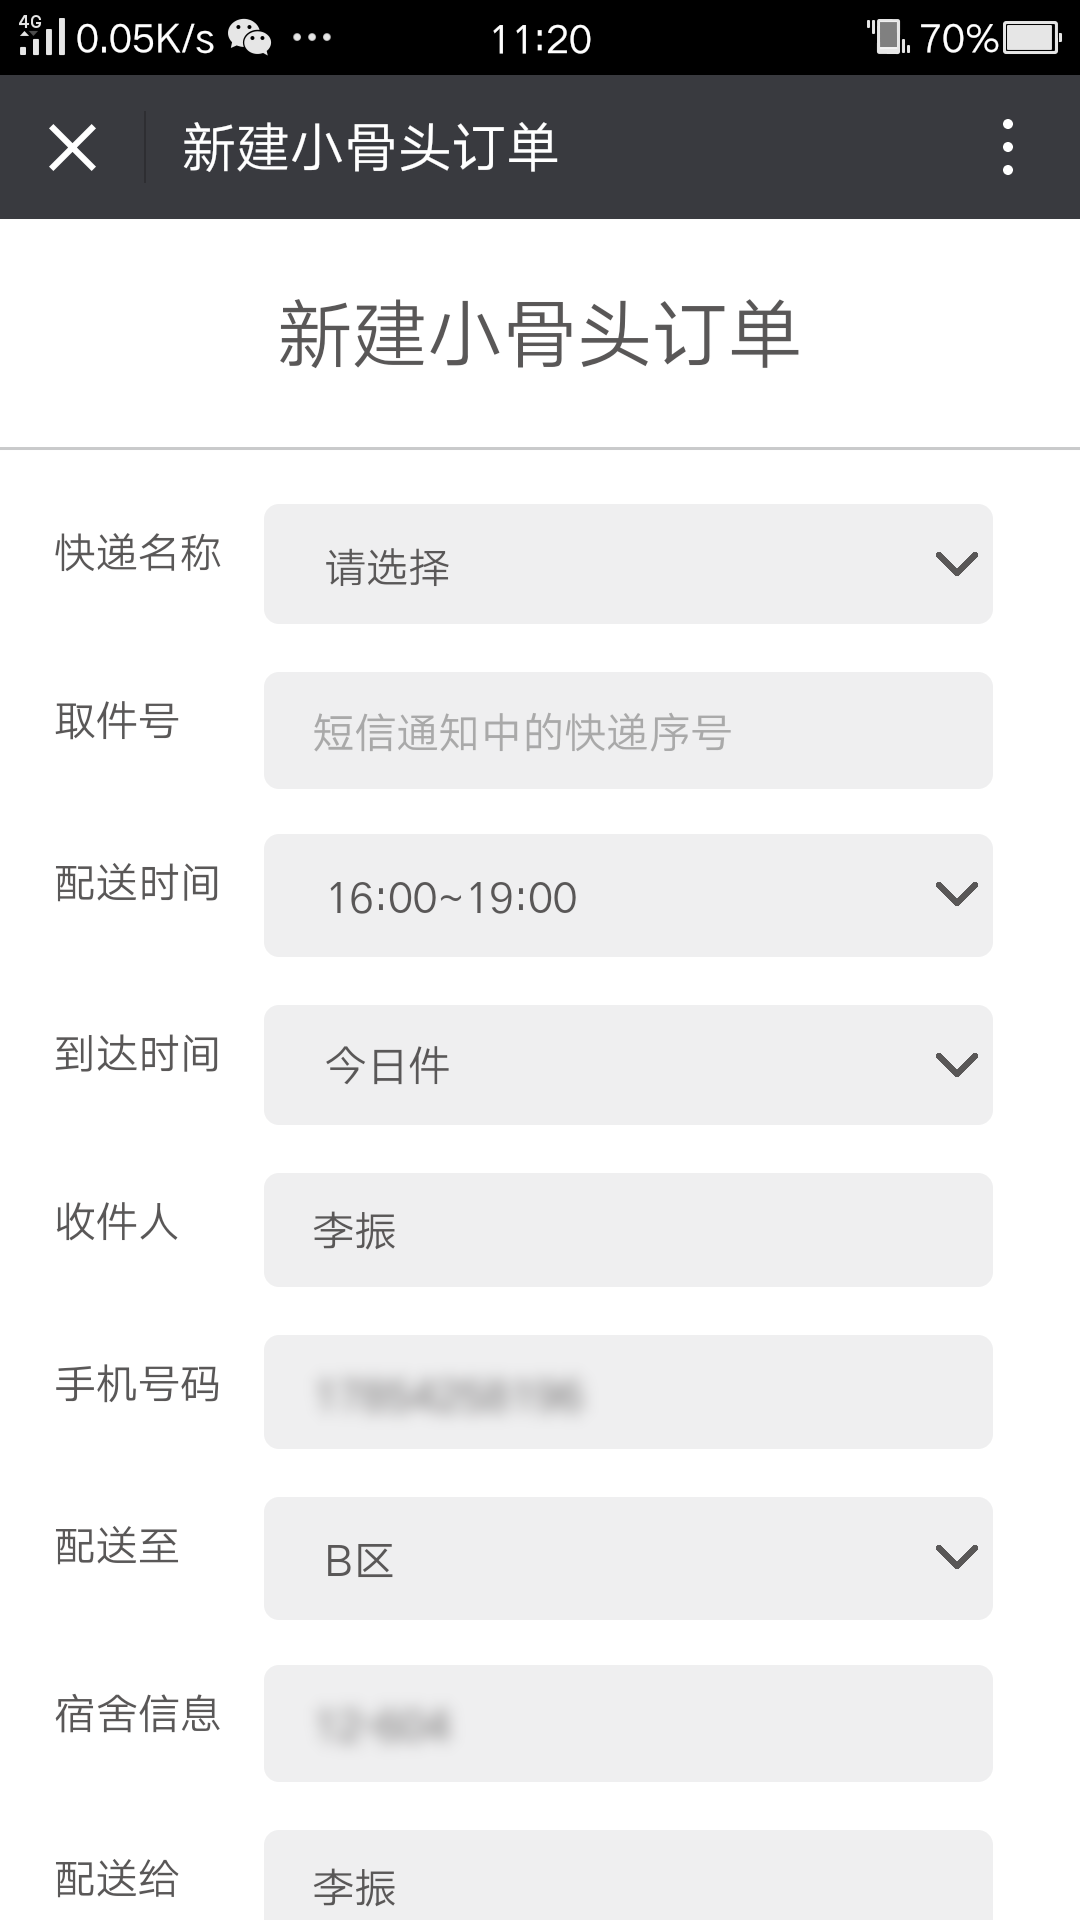 4G 0.05K/s 11:20 70%
新建小骨头订单
新建小骨头订单
快递名称 请选择
取件号 短信通知中的快递序号
配送时间 16:00~19:00
到达时间 今日件
收件人 李振
手机号码
配送至 B区
宿舍信息
配送给 李振